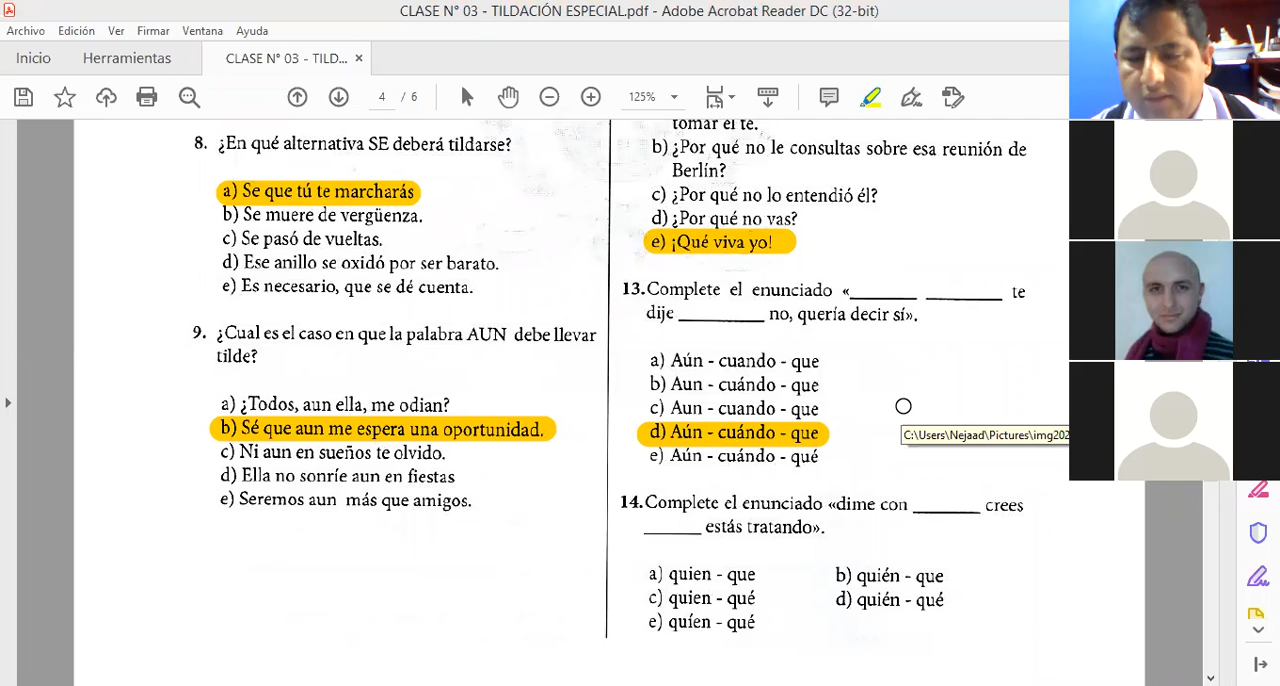 CLASE N° 03 - TILDACIÓN ESPECIAL.pdf - Adobe Acrobat Reader DC (32-bit)
Archivo Edición Ver Firmar Ventana Ayuda
Inicio Herramientas CLASE N° 03 - TILD... ×
4 / 6 125%
8. ¿En qué alternativa SE deberá tildarse?
a) Se que tú te marcharás
b) Se muere de vergüenza.
c) Se pasó de vueltas.
d) Ese anillo se oxidó por ser barato.
e) Es necesario, que se dé cuenta.
9. ¿Cual es el caso en que la palabra AUN debe llevar
tilde?
a) ¿Todos, aun ella, me odian?
b) Sé que aun me espera una oportunidad.
c) Ni aun en sueños te olvido.
d) Ella no sonríe aun en fiestas
e) Seremos aun más que amigos.
tomar el te.
b) ¿Por qué no le consultas sobre esa reunión de
Berlín?
c) ¿Por qué no lo entendió él?
d) ¿Por qué no vas?
e) ¡Qué viva yo!
13. Complete el enunciado «_______ ________ te
dije _________ no, quería decir sí».
a) Aún - cuando - que
b) Aun - cuándo - que
c) Aun - cuando - que
d) Aún - cuándo - que
e) Aún - cuándo - qué
C:\Users\Nejaad\Pictures\img202
14. Complete el enunciado «dime con _______ crees
______ estás tratando».
a) quien - que b) quién - que
c) quien - qué d) quién - qué
e) quíen - qué